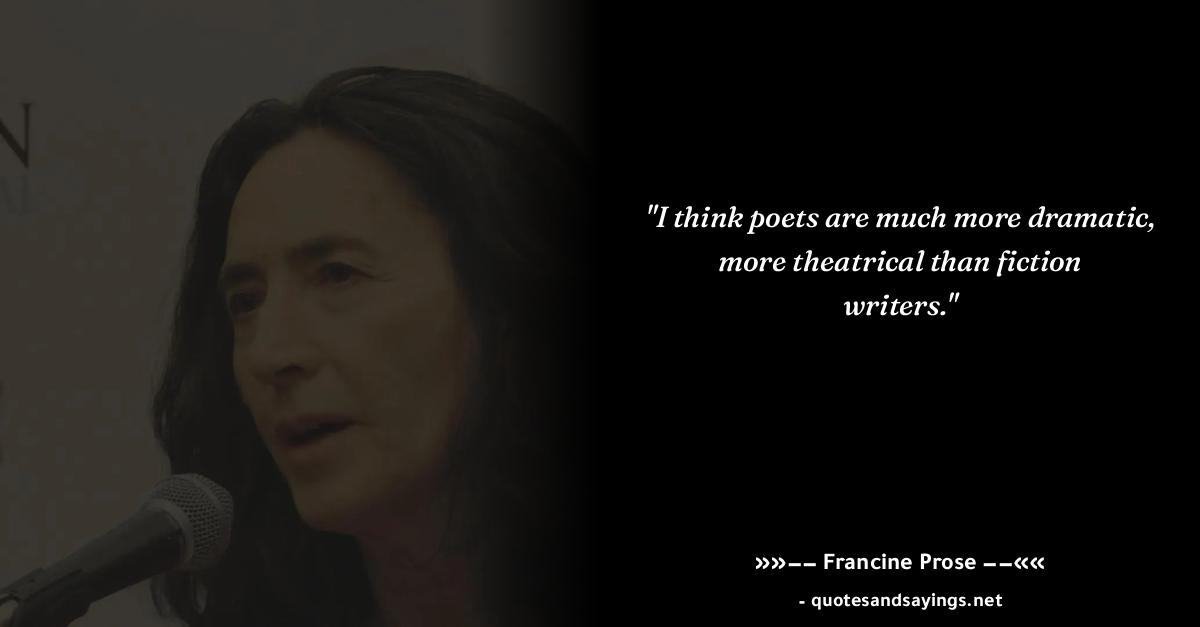 N
"I think poets are much more dramatic,
more theatrical than fiction
writers."
»»–– Francine Prose ––««
- quotesandsayings.net